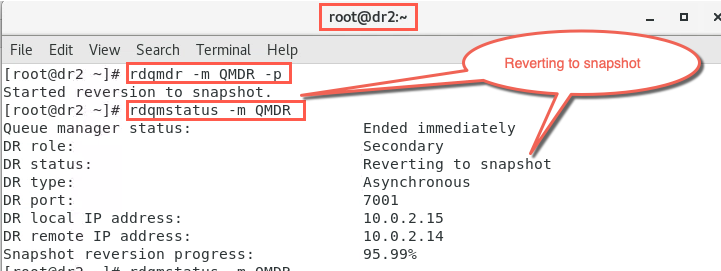 root@dr2:~
File Edit View Search Terminal Help
[root@dr2 ~]# rdqmdr -m QMDR -p
Reverting to snapshot
Started reversion to snapshot.
[root@dr2 ~]# rdqmstatus -m QMDR
Queue manager status: Ended immediately
DR role: Secondary
DR status: Reverting to snapshot
DR type: Asynchronous
DR port: 7001
DR local IP address: 10.0.2.15
DR remote IP address: 10.0.2.14
Snapshot reversion progress: 95.99%
[root@dr2 ~]# rdqmstatus -m QMDR